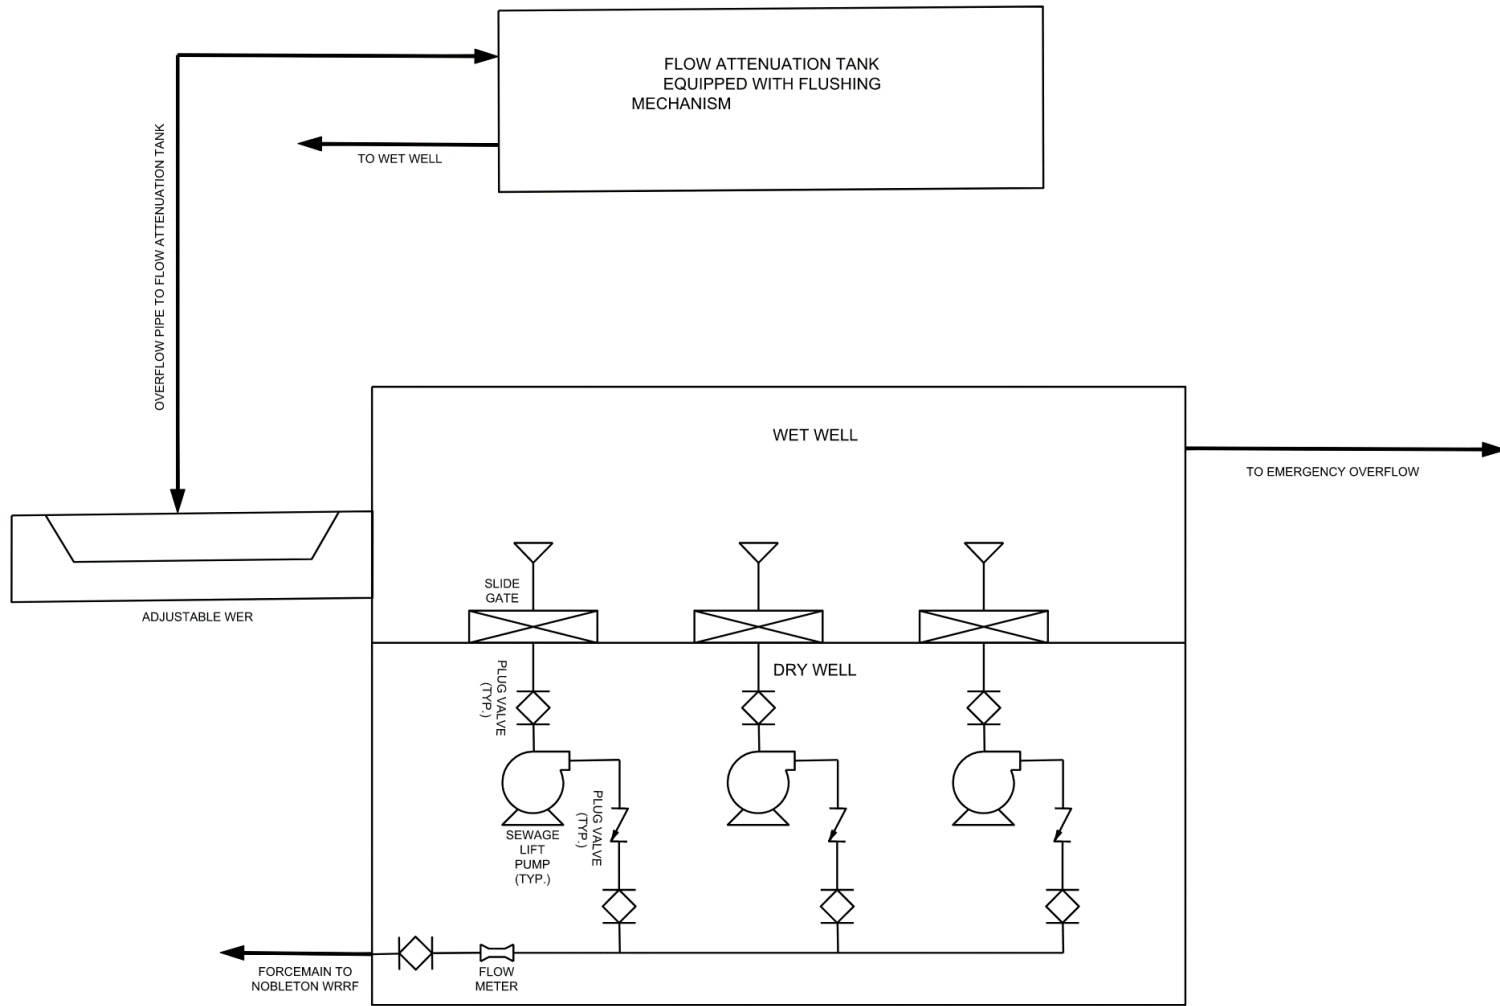 FLOW ATTENUATION TANK
EQUIPPED WITH FLUSHING
MECHANISM
TO WET WELL
OVERFLOW PIPE TO FLOW ATTENUATION TANK
WET WELL
TO EMERGENCY OVERFLOW
ADJUSTABLE WER
SLIDE
GATE
DRY WELL
PLUG VALVE
(TYP.)
PLUG VALVE
(TYP.)
SEWAGE
LIFT
PUMP
(TYP.)
FORCEMAIN TO
NOBLETON WRRF
FLOW
METER